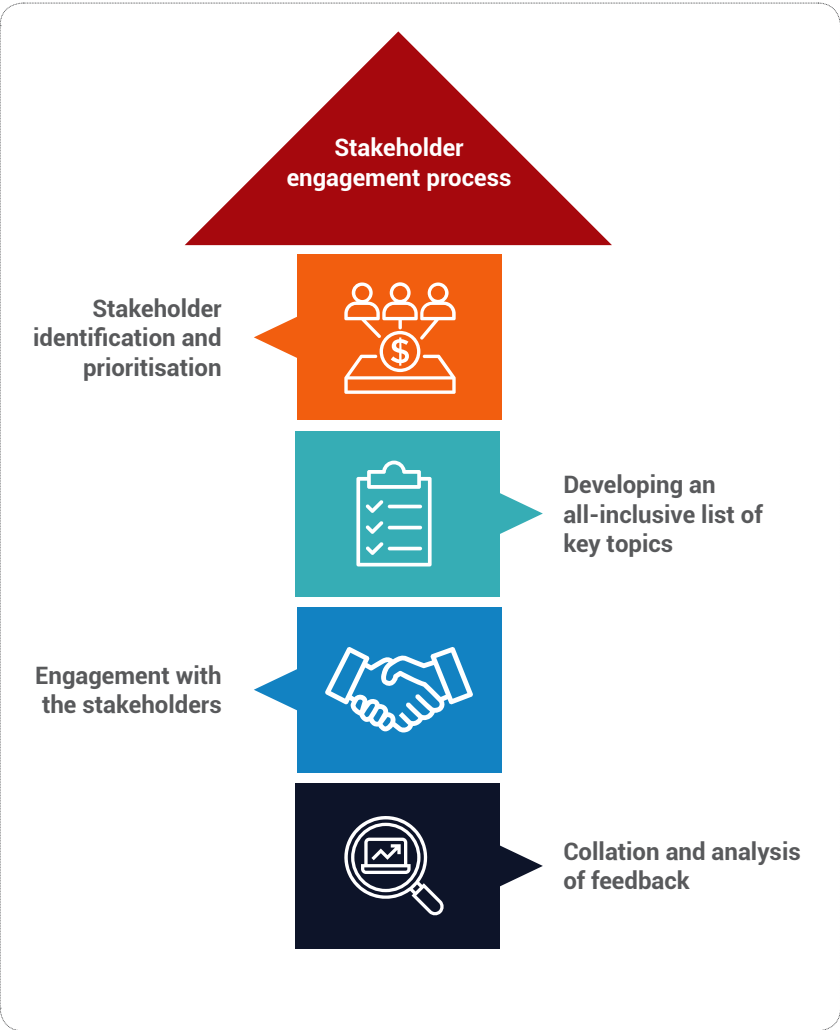 Stakeholder
engagement process
Stakeholder
identification and
prioritisation
$
Developing an
all-inclusive list of
key topics
Engagement with
the stakeholders
Collation and analysis
of feedback